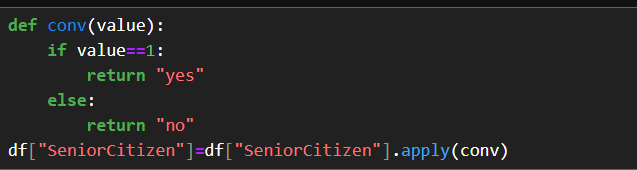 def conv(value):
    if value==1:
        return "yes"
    else:
        return "no"
df["SeniorCitizen"]=df["SeniorCitizen"].apply(conv)